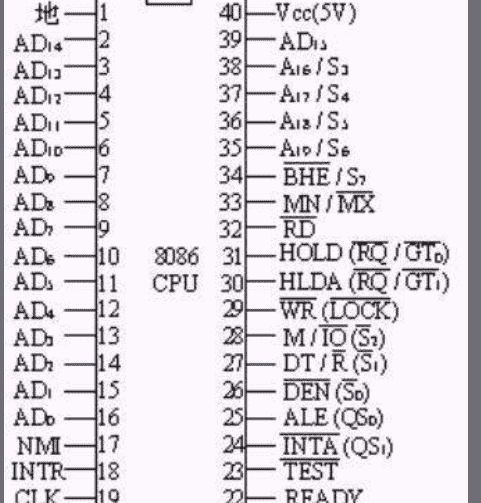 地 1 40 Vcc(5V)
AD₁₄ 2 39 AD₁₅
AD₁₃ 3 38 A₁₆/S₃
AD₁₂ 4 37 A₁₇/S₄
AD₁₁ 5 36 A₁₈/S₅
AD₁₀ 6 35 A₁₉/S₆
AD₉ 7 34 BHE/S₇
AD₈ 8 33 MN/MX
AD₇ 9 32 RD
AD₆ 10 8086 31 HOLD (RQ/GT₀)
AD₅ 11 CPU 30 HLDA (RQ/GT₁)
AD₄ 12 29 WR (LOCK)
AD₃ 13 28 M/IO (S₂)
AD₂ 14 27 DT/R (S₁)
AD₁ 15 26 DEN (S₀)
AD₀ 16 25 ALE (QS₀)
NMI 17 24 INTA (QS₁)
INTR 18 23 TEST
CLK 19 22 READY